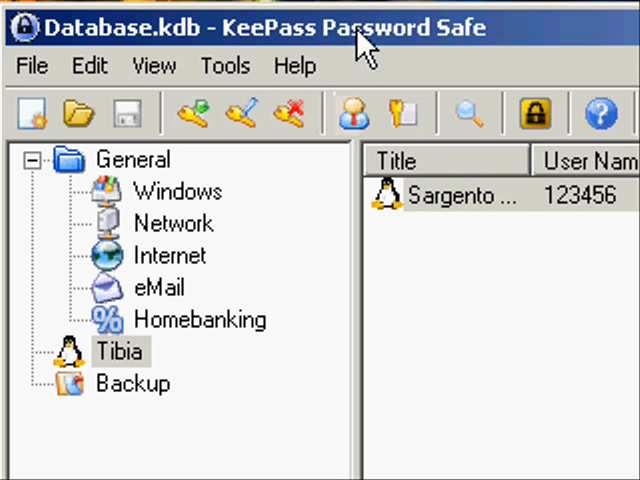 Database.kdb - KeePass Password Safe
File Edit View Tools Help
General
Windows
Network
Internet
eMail
Homebanking
Tibia
Backup
Title User Nam
Sargento ... 123456